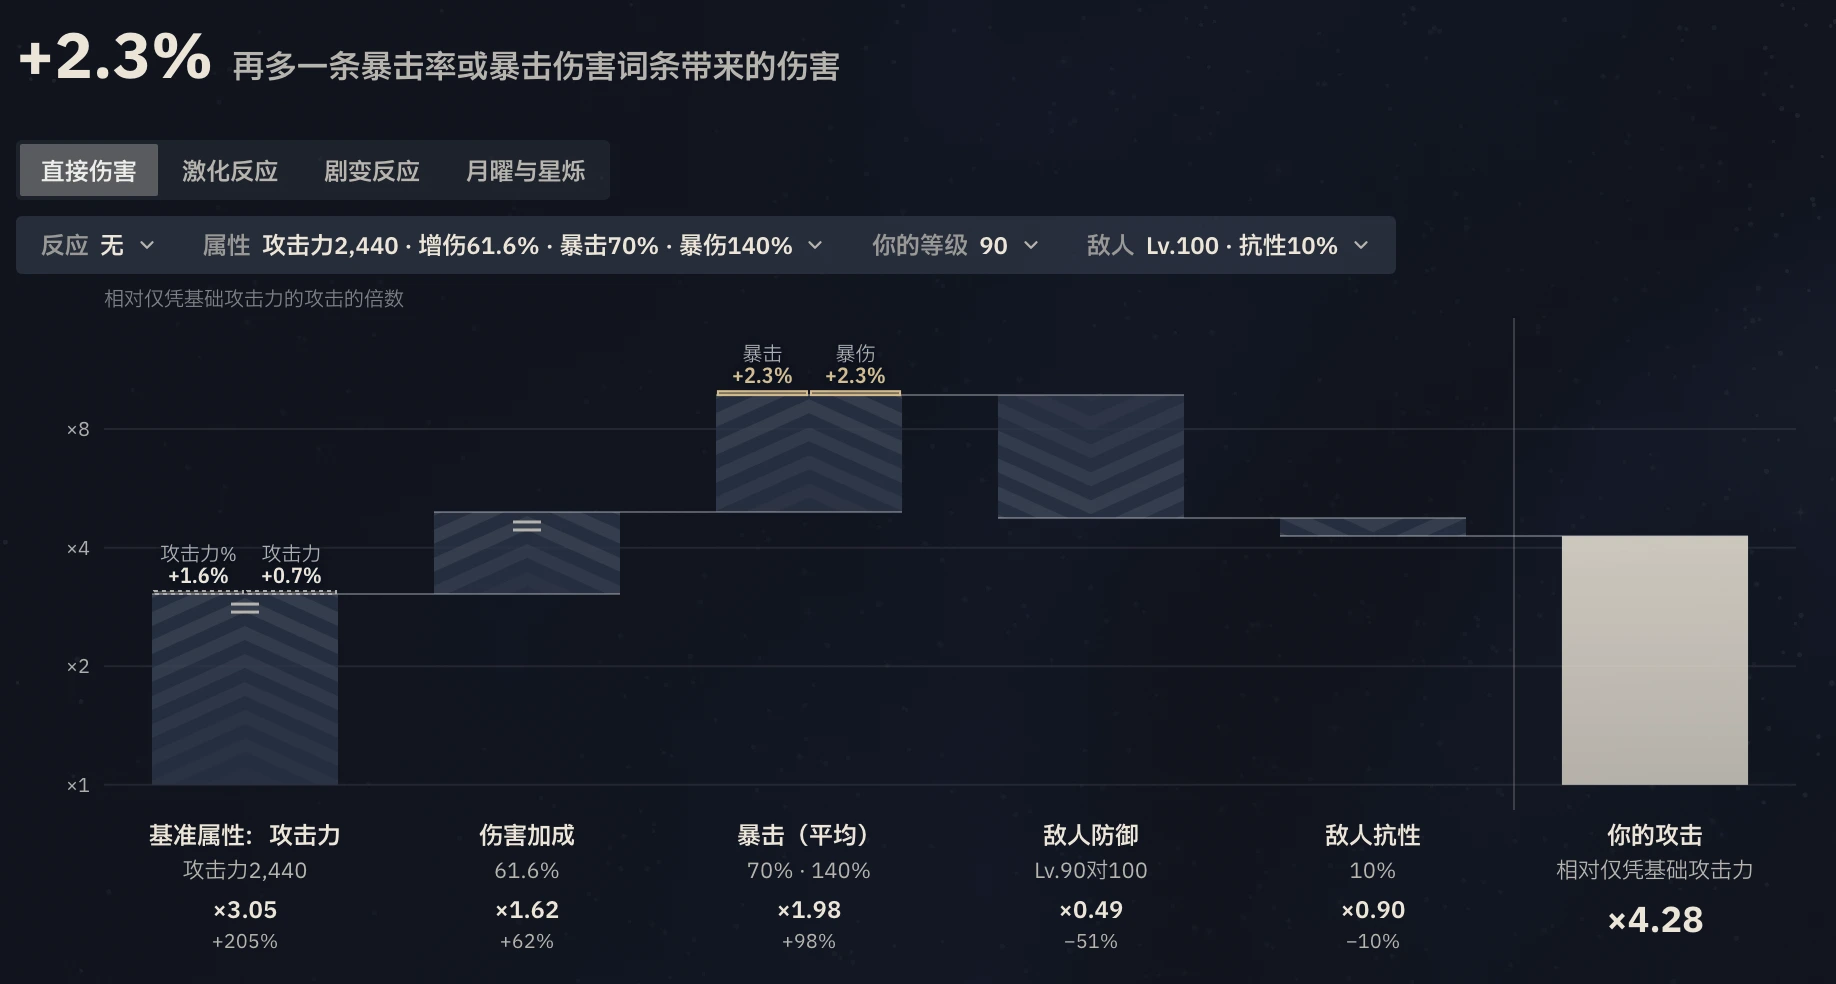 +2.3% 再多一条暴击率或暴击伤害词条带来的伤害
直接伤害 激化反应 剧变反应 月曜与星烁
反应 无 属性 攻击力2,440 · 增伤61.6% · 暴击70% · 暴伤140% 你的等级 90 敌人 Lv.100 · 抗性10%
相对仅凭基础攻击力的攻击的倍数
暴击 暴伤
+2.3% +2.3%
×8
×4
攻击力% 攻击力
+1.6% +0.7%
×2
×1
基准属性：攻击力 伤害加成 暴击（平均） 敌人防御 敌人抗性 你的攻击
攻击力2,440 61.6% 70% · 140% Lv.90对100 10% 相对仅凭基础攻击力
×3.05 ×1.62 ×1.98 ×0.49 ×0.90 ×4.28
+205% +62% +98% −51% −10%